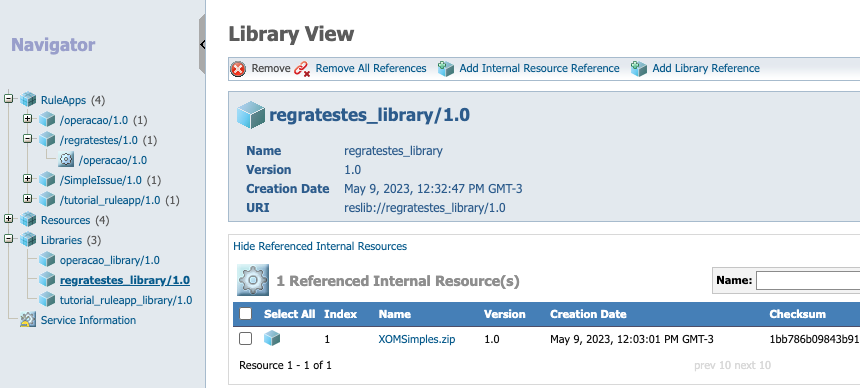 Navigator
RuleApps (4)
/operacao/1.0 (1)
/regratestes/1.0 (1)
/operacao/1.0
/SimpleIssue/1.0 (1)
/tutorial_ruleapp/1.0 (1)
Resources (4)
Libraries (3)
operacao_library/1.0
regratestes_library/1.0
tutorial_ruleapp_library/1.0
Service Information
Library View
Remove Remove All References Add Internal Resource Reference Add Library Reference
regratestes_library/1.0
Name regratestes_library
Version 1.0
Creation Date May 9, 2023, 12:32:47 PM GMT-3
URI reslib://regratestes_library/1.0
Hide Referenced Internal Resources
1 Referenced Internal Resource(s) Name:
Select All Index Name Version Creation Date Checksum
1 XOMSimples.zip 1.0 May 9, 2023, 12:03:01 PM GMT-3 1bb786b09843b91
Resource 1 - 1 of 1 prev 10 next 10